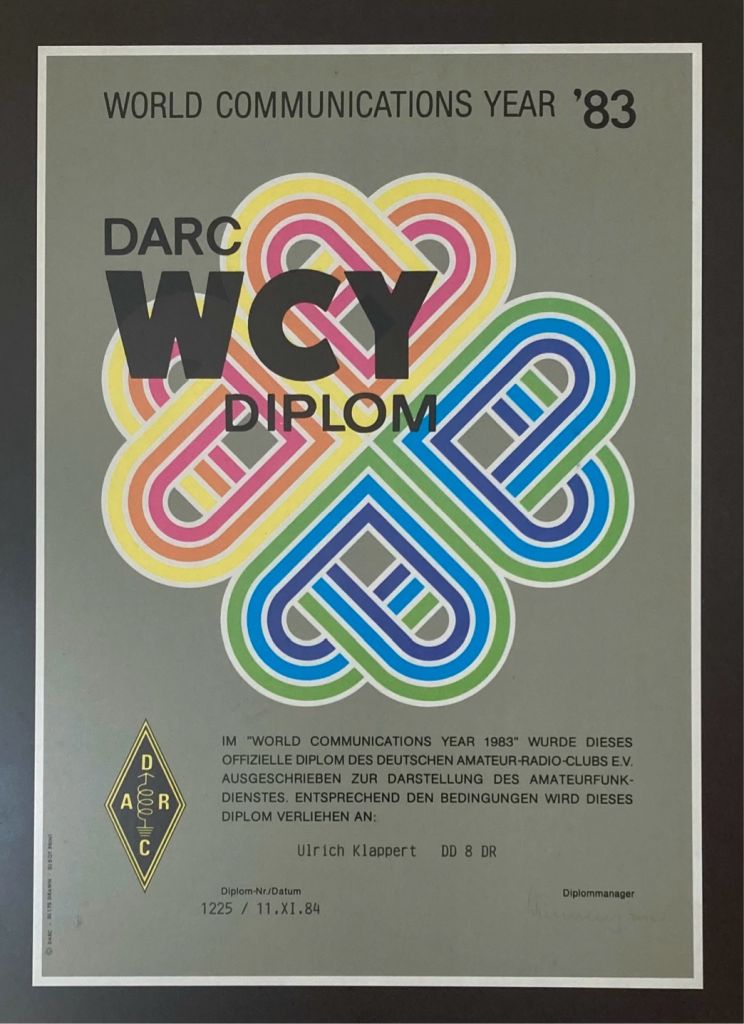 WORLD COMMUNICATIONS YEAR '83
DARC
WCY
DIPLOM
IM "WORLD COMMUNICATIONS YEAR 1983" WURDE DIESES
OFFIZIELLE DIPLOM DES DEUTSCHEN AMATEUR-RADIO-CLUBS E.V.
AUSGESCHRIEBEN ZUR DARSTELLUNG DES AMATEURFUNK-
DIENSTES. ENTSPRECHEND DEN BEDINGUNGEN WIRD DIESES
DIPLOM VERLIEHEN AN:
D
A R
C
Ulrich Klappert DD 8 DR
Diplom-Nr./Datum
1225 / 11.XI.84
Diplommanager
© DARC